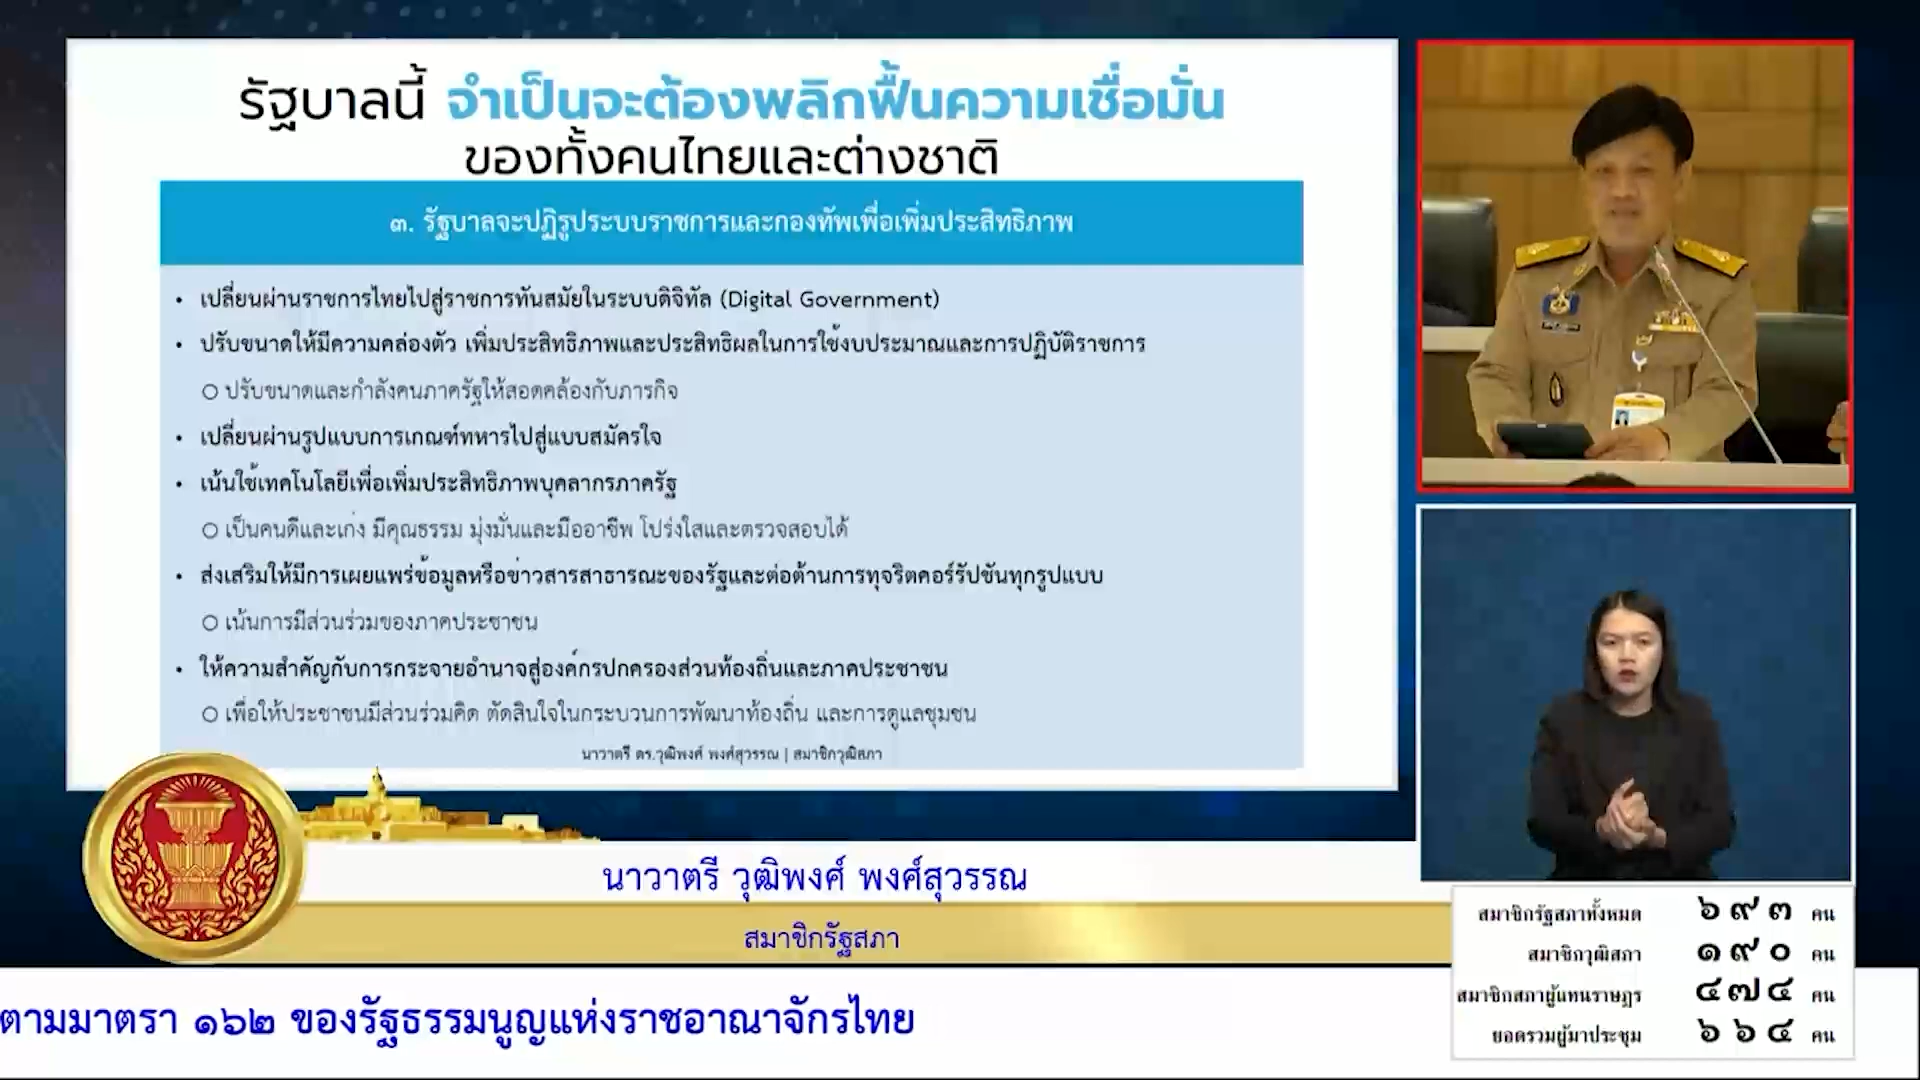 รัฐบาลนี้ จำเป็นจะต้องพลิกฟื้นความเชื่อมั่น
ของทั้งคนไทยและต่างชาติ
๓. รัฐบาลจะปฏิรูประบบราชการและกองทัพเพื่อเพิ่มประสิทธิภาพ
• เปลี่ยนผ่านราชการไทยไปสู่ราชการทันสมัยในระบบดิจิทัล (Digital Government)
• ปรับขนาดให้มีความคล่องตัว เพิ่มประสิทธิภาพและประสิทธิผลในการใช้งบประมาณและการปฏิบัติราชการ
○ ปรับขนาดและกำลังคนภาครัฐให้สอดคล้องกับภารกิจ
• เปลี่ยนผ่านรูปแบบการเกณฑ์ทหารไปสู่แบบสมัครใจ
• เน้นใช้เทคโนโลยีเพื่อเพิ่มประสิทธิภาพบุคลากรภาครัฐ
○ เป็นคนดีและเก่ง มีคุณธรรม มุ่งมั่นและมืออาชีพ โปร่งใสและตรวจสอบได้
• ส่งเสริมให้มีการเผยแพร่ข้อมูลหรือข่าวสารสาธารณะของรัฐและต่อต้านการทุจริตคอร์รัปชันทุกรูปแบบ
○ เน้นการมีส่วนร่วมของภาคประชาชน
• ให้ความสำคัญกับการกระจายอำนาจสู่องค์กรปกครองส่วนท้องถิ่นและภาคประชาชน
○ เพื่อให้ประชาชนมีส่วนร่วมคิด ตัดสินใจในกระบวนการพัฒนาท้องถิ่น และการดูแลชุมชน
นาวาตรี ดร.วุฒิพงศ์ พงศ์สุวรรณ | สมาชิกวุฒิสภา
นาวาตรี วุฒิพงศ์ พงศ์สุวรรณ
สมาชิกรัฐสภา
สมาชิกรัฐสภาทั้งหมด ๖๙๓ คน
สมาชิกวุฒิสภา ๑๙๐ คน
สมาชิกสภาผู้แทนราษฎร ๔๗๔ คน
ยอดรวมผู้มาประชุม ๖๖๔ คน
ตามมาตรา ๑๖๒ ของรัฐธรรมนูญแห่งราชอาณาจักรไทย